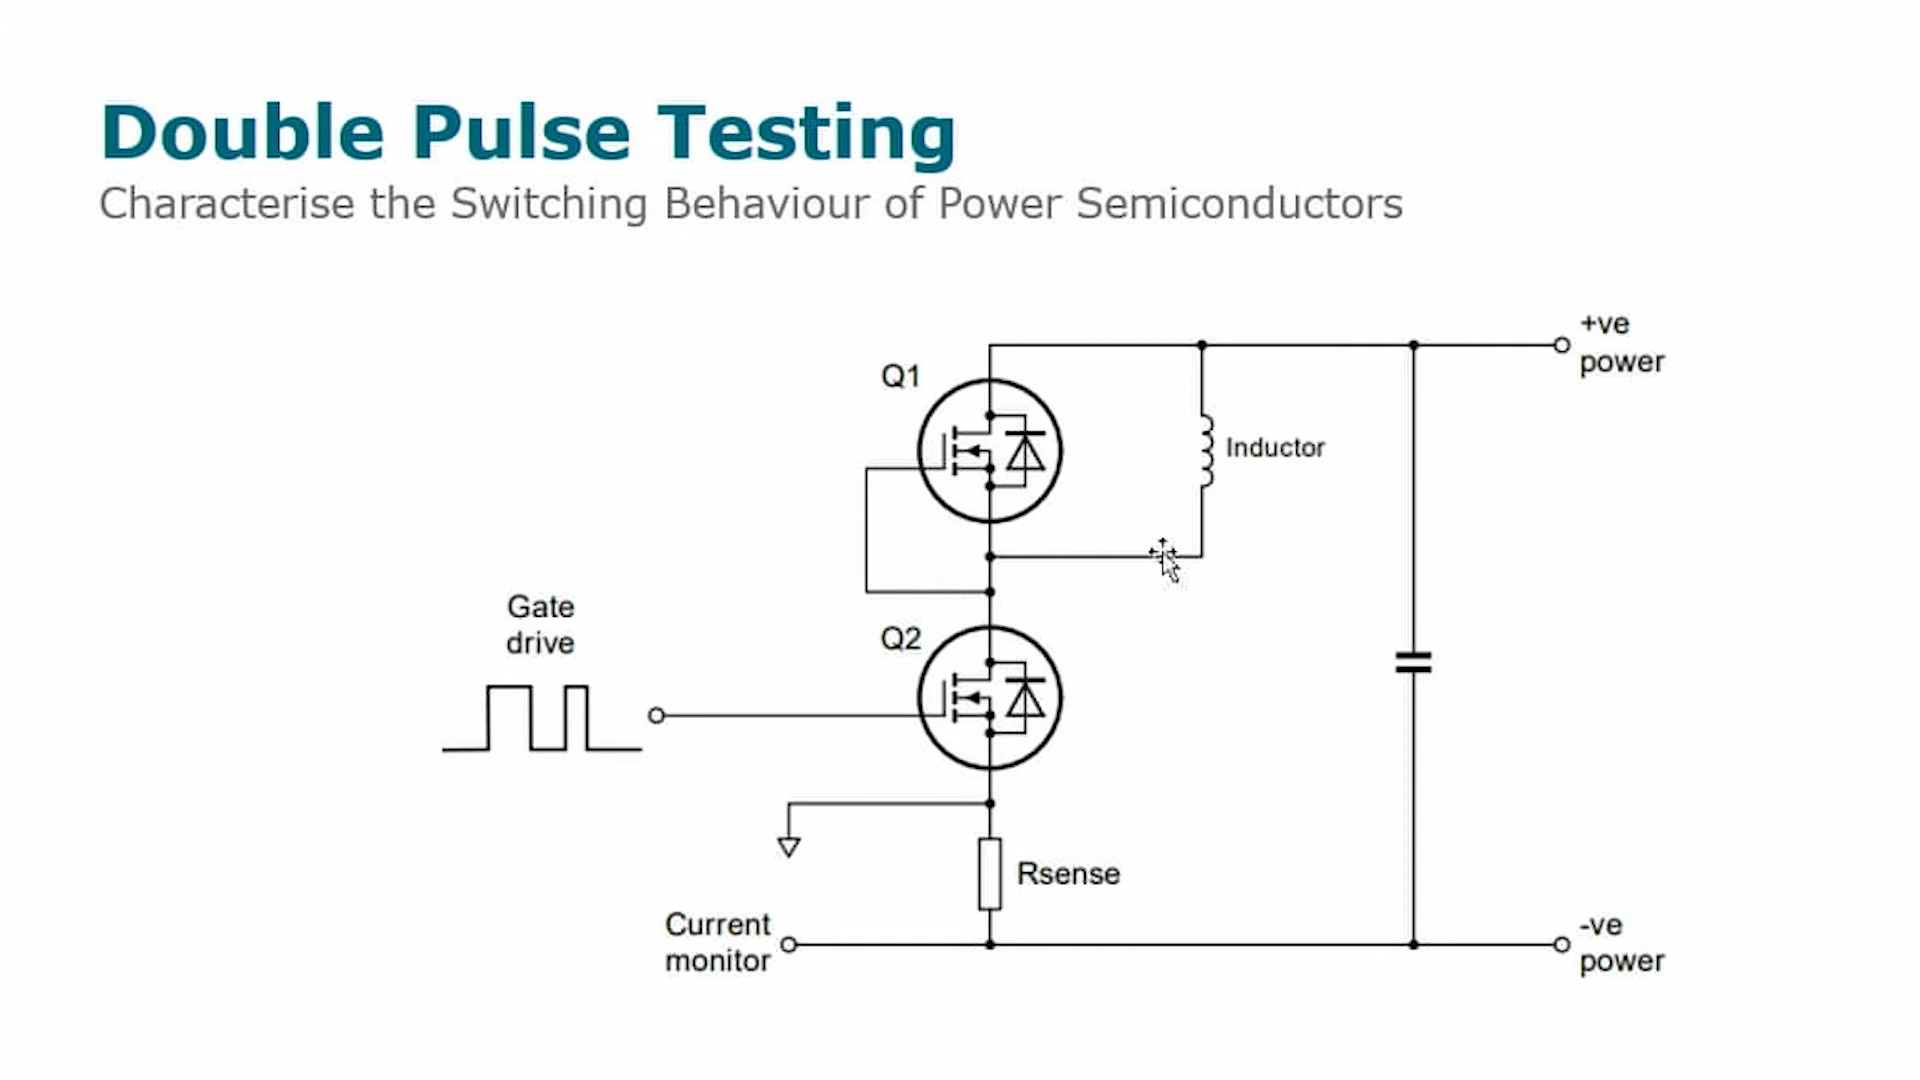 Double Pulse Testing
Characterise the Switching Behaviour of Power Semiconductors
+ve
power
Q1
Inductor
Gate
drive
Q2
Rsense
Current
monitor
-ve
power